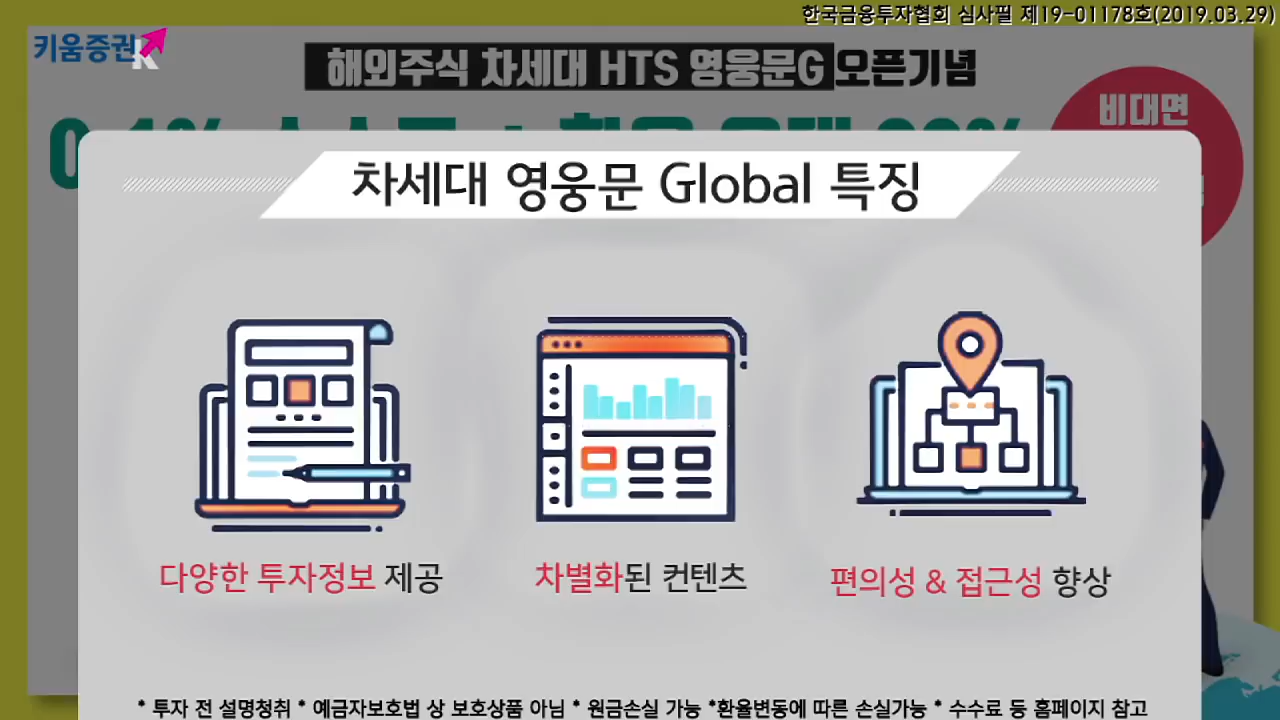 한국금융투자협회 심사필 제19-01178호(2019.03.29)
키움증권
해외주식 차세대 HTS 영웅문G 오픈기념
비대면
차세대 영웅문 Global 특징
다양한 투자정보 제공
차별화된 컨텐츠
편의성 & 접근성 향상
* 투자 전 설명청취 * 예금자보호법 상 보호상품 아님 * 원금손실 가능 *환율변동에 따른 손실가능 * 수수료 등 홈페이지 참고